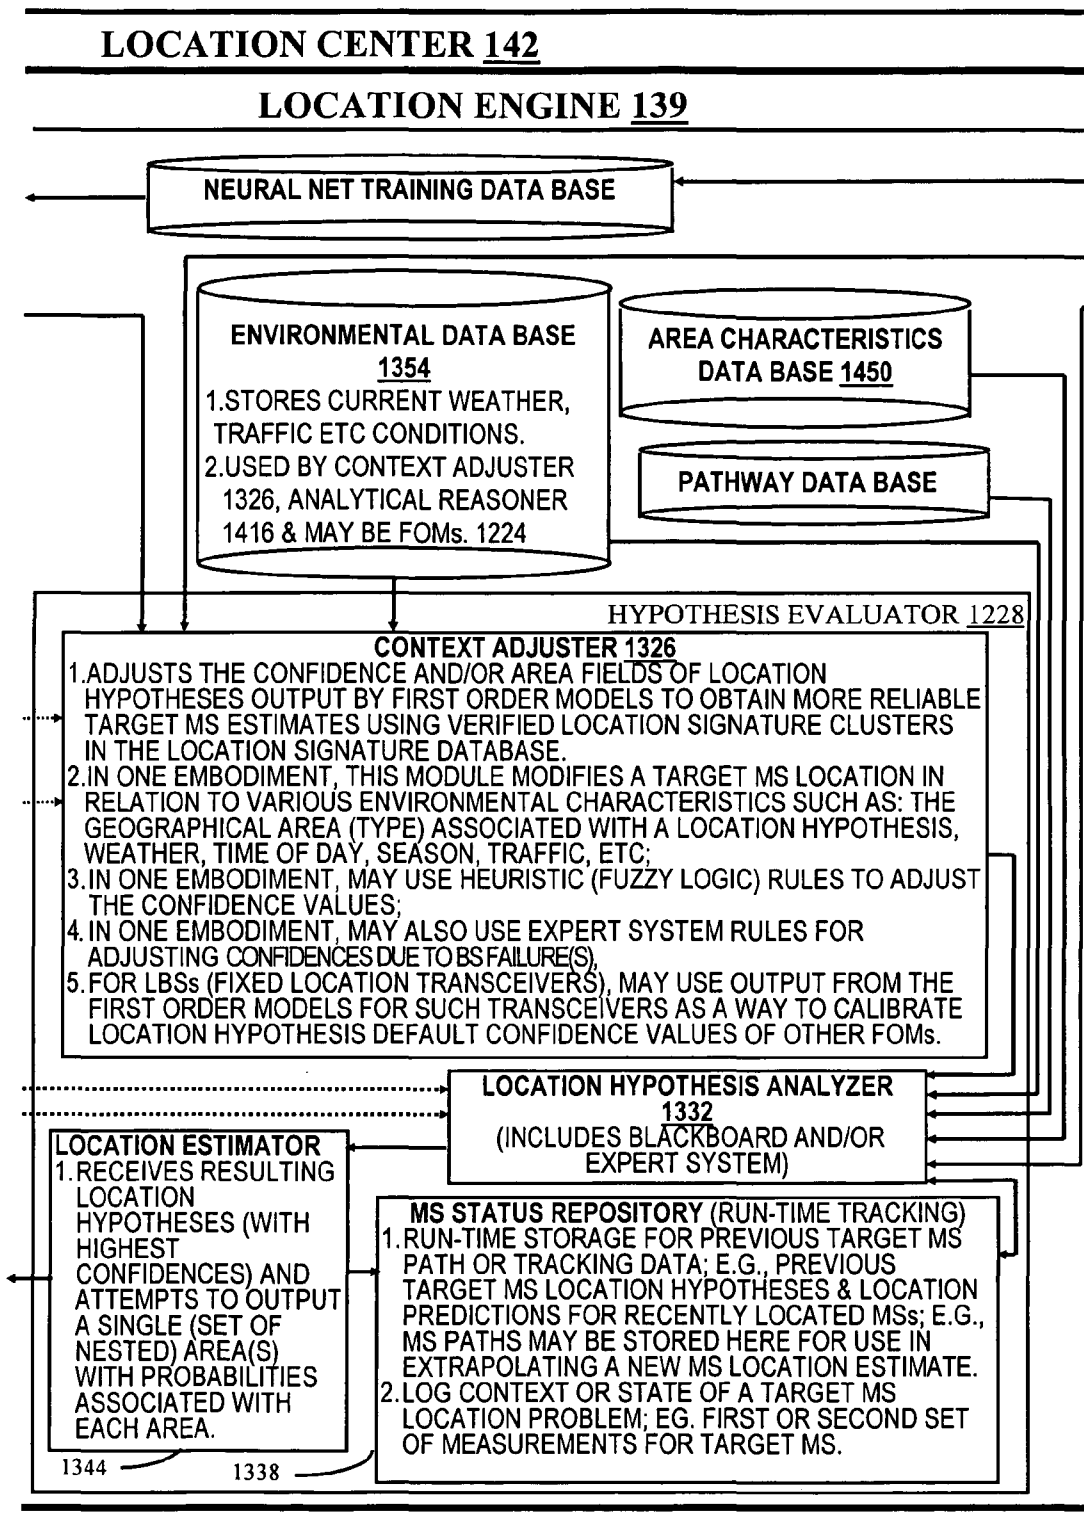 LOCATION CENTER 142
LOCATION ENGINE 139
NEURAL NET TRAINING DATA BASE
ENVIRONMENTAL DATA BASE
1354
1.STORES CURRENT WEATHER,
TRAFFIC ETC CONDITIONS.
2.USED BY CONTEXT ADJUSTER
1326, ANALYTICAL REASONER
1416 & MAY BE FOMs. 1224
AREA CHARACTERISTICS
DATA BASE 1450
PATHWAY DATA BASE
HYPOTHESIS EVALUATOR 1228
CONTEXT ADJUSTER 1326
1.ADJUSTS THE CONFIDENCE AND/OR AREA FIELDS OF LOCATION
HYPOTHESES OUTPUT BY FIRST ORDER MODELS TO OBTAIN MORE RELIABLE
TARGET MS ESTIMATES USING VERIFIED LOCATION SIGNATURE CLUSTERS
IN THE LOCATION SIGNATURE DATABASE.
2.IN ONE EMBODIMENT, THIS MODULE MODIFIES A TARGET MS LOCATION IN
RELATION TO VARIOUS ENVIRONMENTAL CHARACTERISTICS SUCH AS: THE
GEOGRAPHICAL AREA (TYPE) ASSOCIATED WITH A LOCATION HYPOTHESIS,
WEATHER, TIME OF DAY, SEASON, TRAFFIC, ETC;
3.IN ONE EMBODIMENT, MAY USE HEURISTIC (FUZZY LOGIC) RULES TO ADJUST
THE CONFIDENCE VALUES;
4. IN ONE EMBODIMENT, MAY ALSO USE EXPERT SYSTEM RULES FOR
ADJUSTING CONFIDENCES DUE TO BS FAILURE(S),
5.FOR LBSs (FIXED LOCATION TRANSCEIVERS), MAY USE OUTPUT FROM THE
FIRST ORDER MODELS FOR SUCH TRANSCEIVERS AS A WAY TO CALIBRATE
LOCATION HYPOTHESIS DEFAULT CONFIDENCE VALUES OF OTHER FOMs.
LOCATION HYPOTHESIS ANALYZER
1332
(INCLUDES BLACKBOARD AND/OR
EXPERT SYSTEM)
LOCATION ESTIMATOR
1.RECEIVES RESULTING
LOCATION
HYPOTHESES (WITH
HIGHEST
CONFIDENCES) AND
ATTEMPTS TO OUTPUT
A SINGLE (SET OF
NESTED) AREA(S)
WITH PROBABILITIES
ASSOCIATED WITH
EACH AREA.
1344
MS STATUS REPOSITORY (RUN-TIME TRACKING)
1.RUN-TIME STORAGE FOR PREVIOUS TARGET MS
PATH OR TRACKING DATA; E.G., PREVIOUS
TARGET MS LOCATION HYPOTHESES & LOCATION
PREDICTIONS FOR RECENTLY LOCATED MSs; E.G.,
MS PATHS MAY BE STORED HERE FOR USE IN
EXTRAPOLATING A NEW MS LOCATION ESTIMATE.
2.LOG CONTEXT OR STATE OF A TARGET MS
LOCATION PROBLEM; EG. FIRST OR SECOND SET
OF MEASUREMENTS FOR TARGET MS.
1338